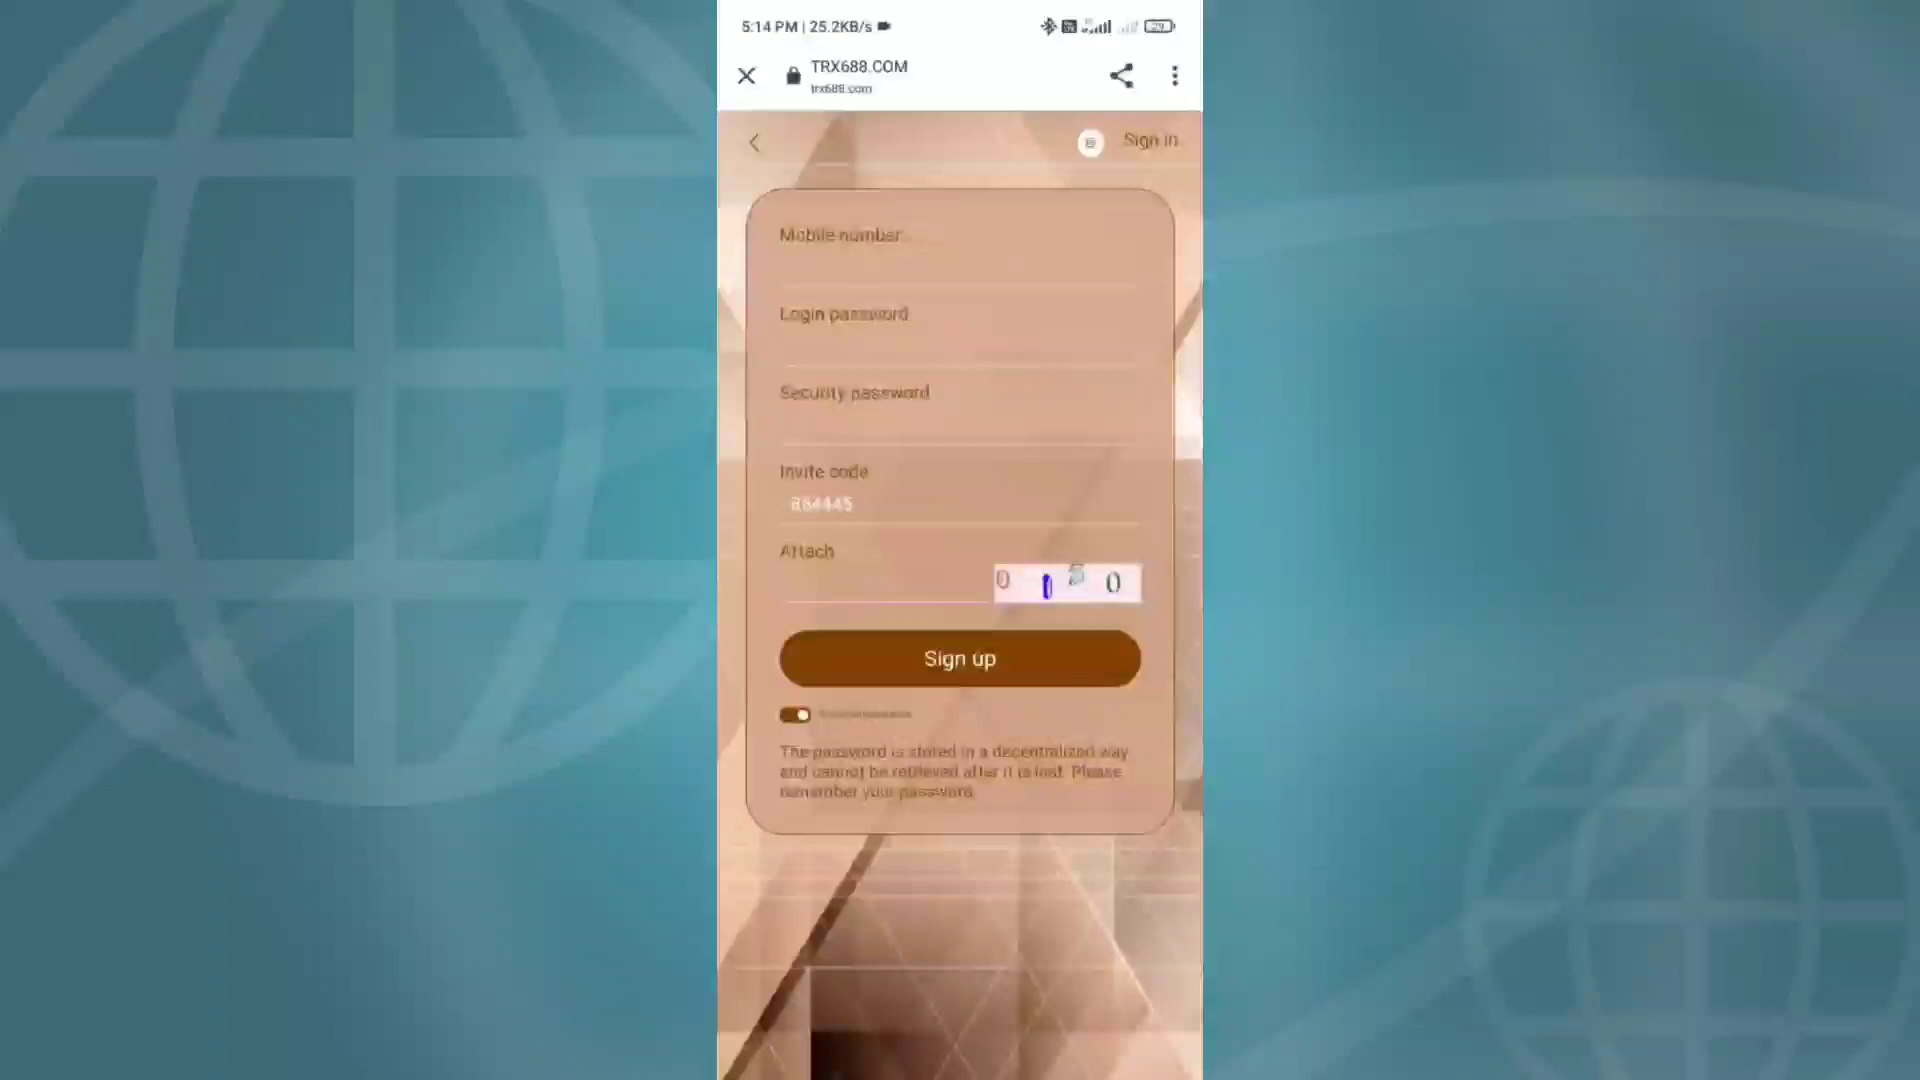 5:14 PM | 25.2KB/s
29
TRX688.COM
trx688.com
Sign in
Mobile number
Login password
Security password
Invite code
884445
Attach
Sign up
The password is stored in a decentralized way
and cannot be retrieved after it is lost. Please
remember your password.